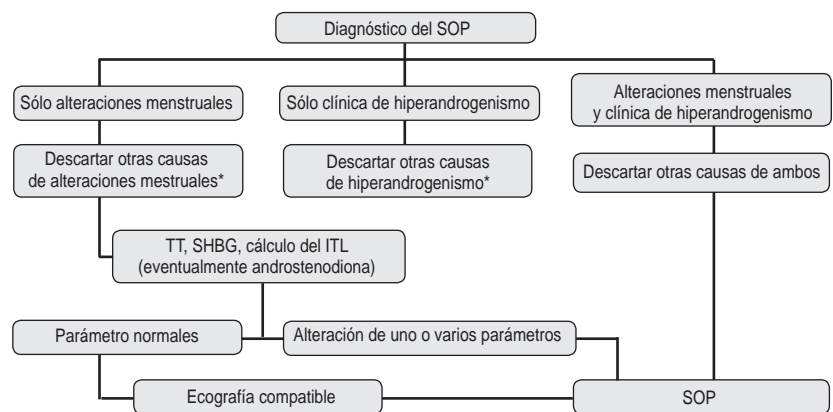 Diagnóstico del SOP
Sólo alteraciones menstruales
Sólo clínica de hiperandrogenismo
Alteraciones menstruales
y clínica de hiperandrogenismo
Descartar otras causas
de alteraciones mestruales*
Descartar otras causas
de hiperandrogenismo*
Descartar otras causas de ambos
TT, SHBG, cálculo del ITL
(eventualmente androstenodiona)
Parámetro normales
Alteración de uno o varios parámetros
Ecografía compatible
SOP